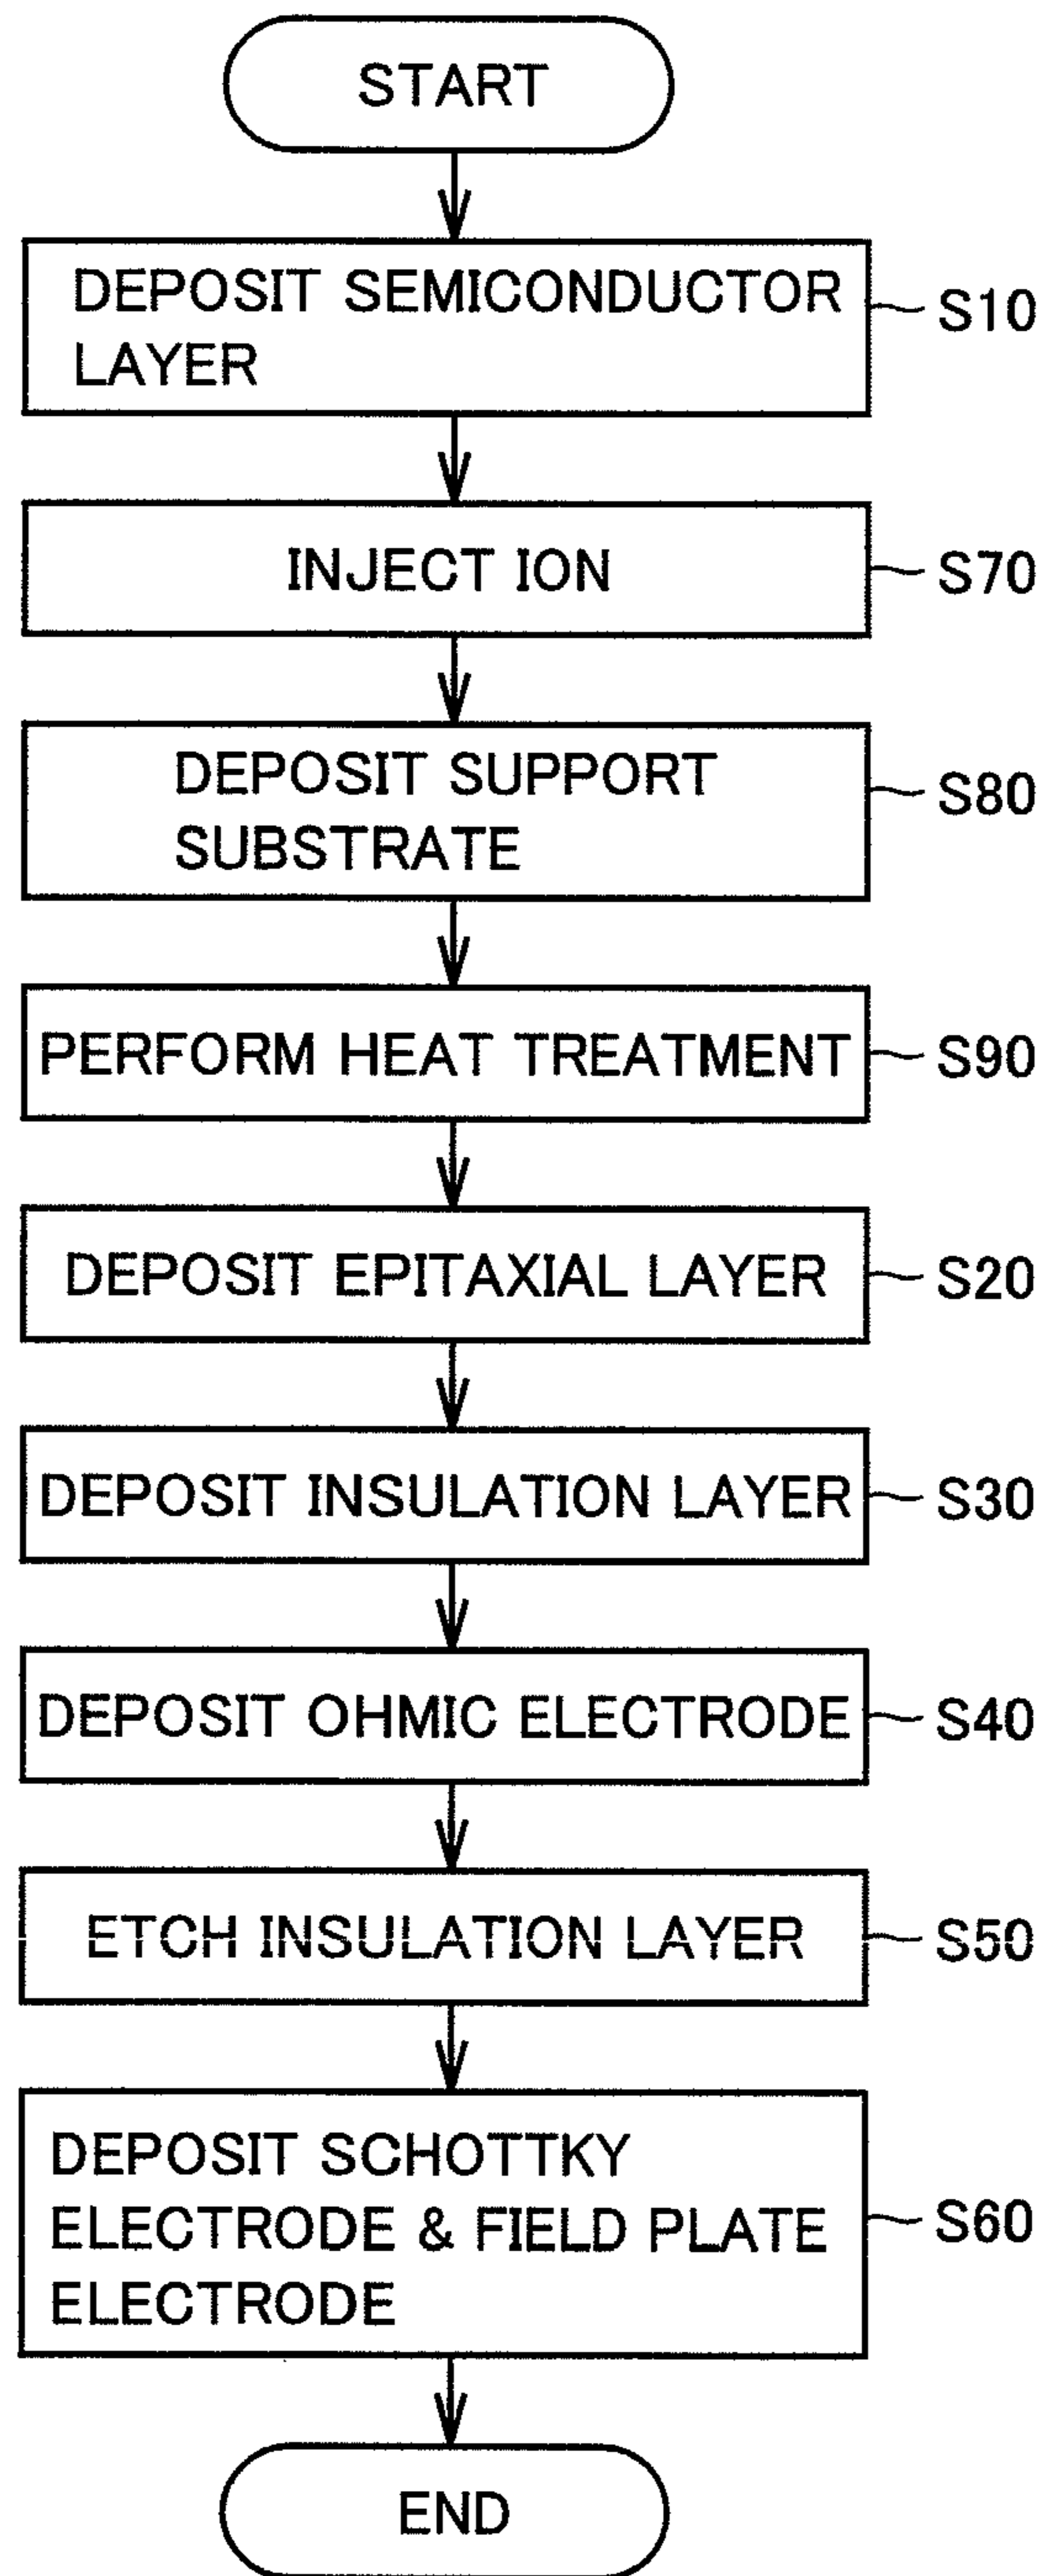 START
DEPOSIT SEMICONDUCTOR
LAYER
S10
INJECT ION
S70
DEPOSIT SUPPORT
SUBSTRATE
S80
PERFORM HEAT TREATMENT
S90
DEPOSIT EPITAXIAL LAYER
S20
DEPOSIT INSULATION LAYER
S30
DEPOSIT OHMIC ELECTRODE
S40
ETCH INSULATION LAYER
S50
DEPOSIT SCHOTTKY
ELECTRODE & FIELD PLATE
ELECTRODE
S60
END